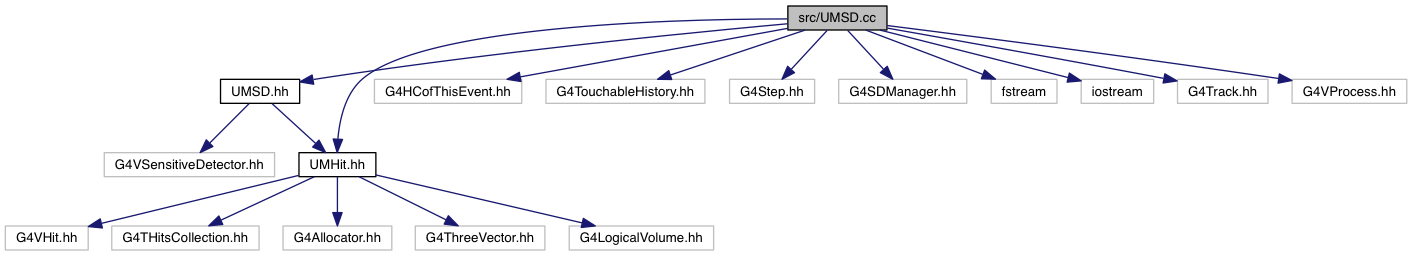 src/UMSD.cc
UMSD.hh
G4HCofThisEvent.hh
G4TouchableHistory.hh
G4Step.hh
G4SDManager.hh
fstream
iostream
G4Track.hh
G4VProcess.hh
G4VSensitiveDetector.hh
UMHit.hh
G4VHit.hh
G4THitsCollection.hh
G4Allocator.hh
G4ThreeVector.hh
G4LogicalVolume.hh